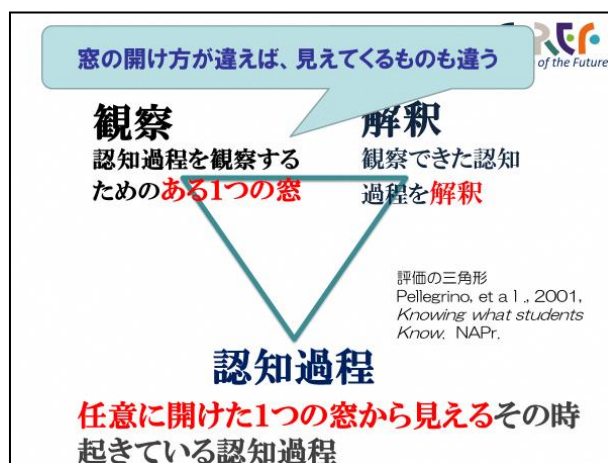 窓の開け方が違えば、見えてくるものも違う
of the Future
観察
認知過程を観察する
ための ある1つの窓
解釈
観察できた認知
過程を解釈
評価の三角形
Pellegrino, et a l ., 2001,
Knowing what students
Know. NAPr.
認知過程
任意に開けた1つの窓から見えるその時
起きている認知過程